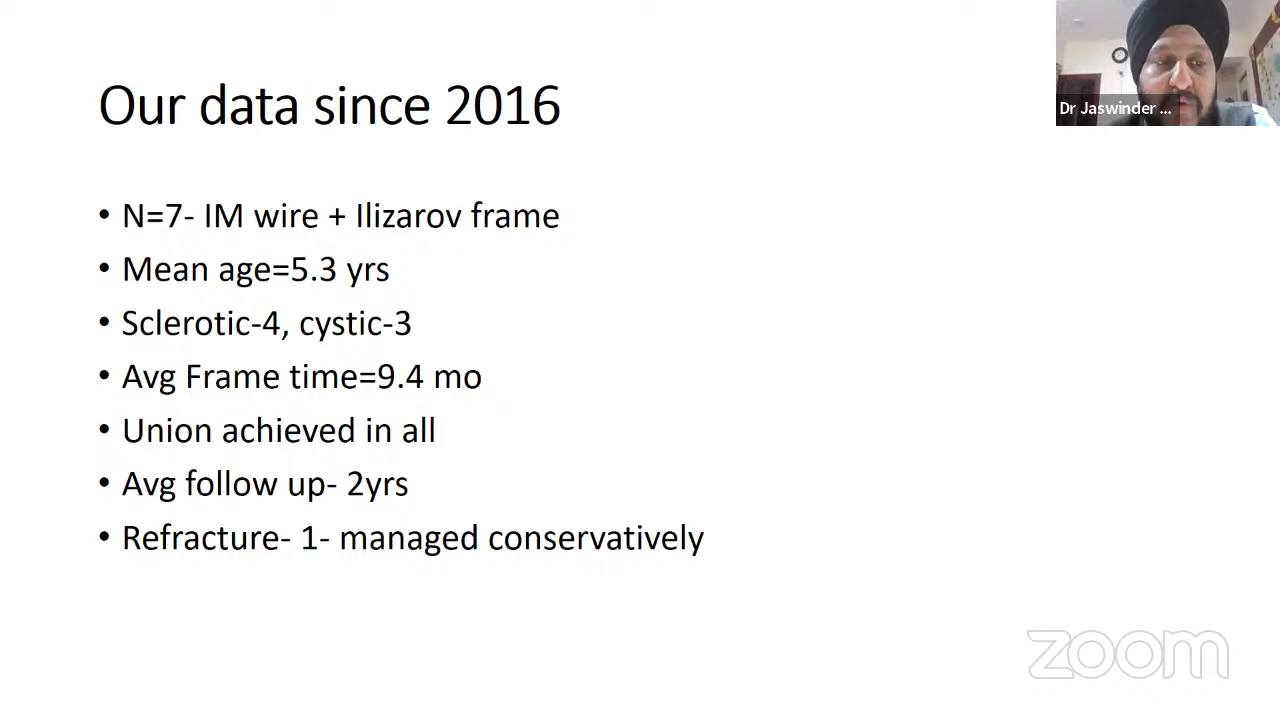 Our data since 2016
Dr Jaswinder ...
• N=7- IM wire + Ilizarov frame
• Mean age=5.3 yrs
• Sclerotic-4, cystic-3
• Avg Frame time=9.4 mo
• Union achieved in all
• Avg follow up- 2yrs
• Refracture- 1- managed conservatively
zoom